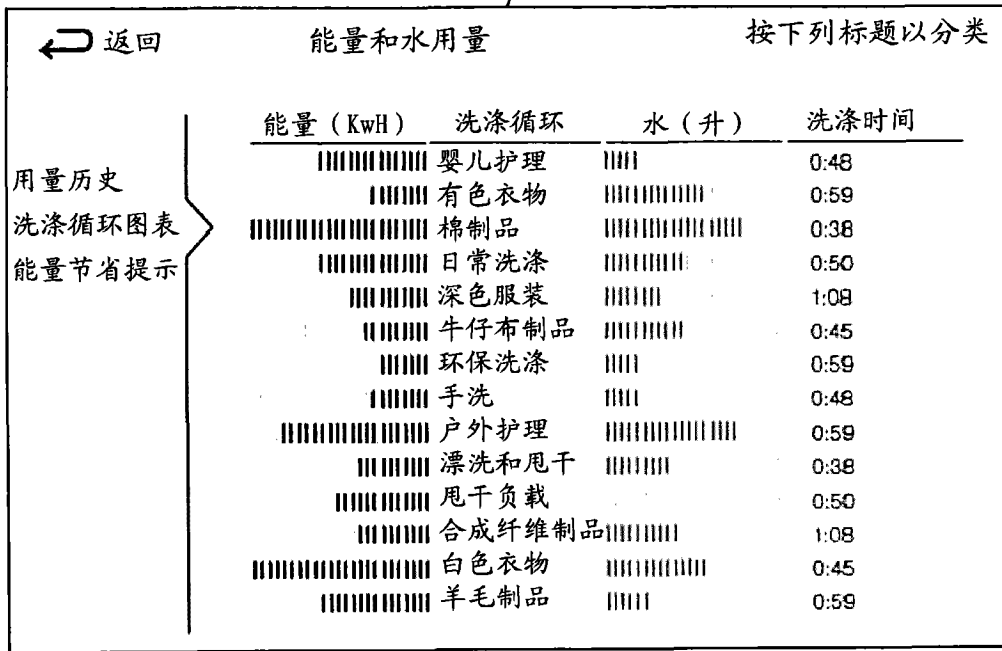 返回 能量和水用量 按下列标题以分类
用量历史
洗涤循环图表
能量节省提示
能量（KwH） 洗涤循环 水（升） 洗涤时间
婴儿护理 0:48
有色衣物 0:59
棉制品 0:38
日常洗涤 0:50
深色服装 1:08
牛仔布制品 0:45
环保洗涤 0:59
手洗 0:48
户外护理 0:59
漂洗和甩干 0:38
甩干负载 0:50
合成纤维制品 1:08
白色衣物 0:45
羊毛制品 0:59